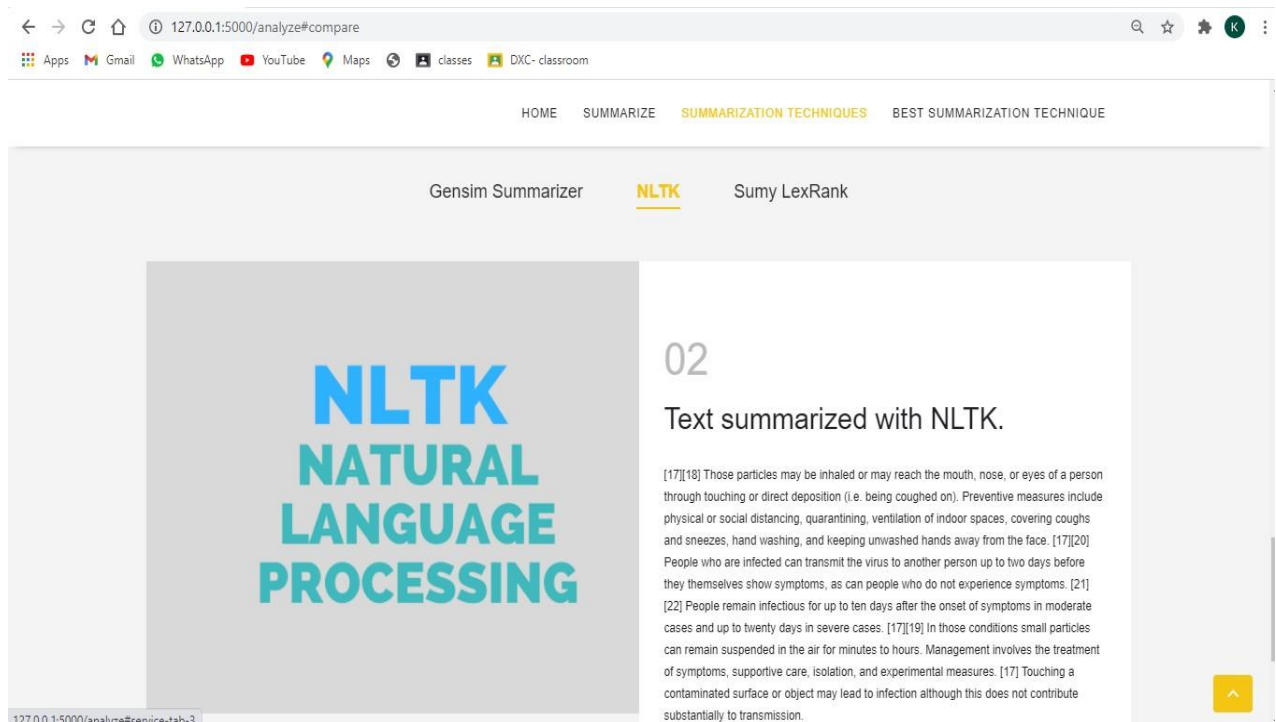 127.0.0.1:5000/analyze#compare
K
Apps Gmail WhatsApp YouTube Maps classes DXC- classroom
HOME SUMMARIZE SUMMARIZATION TECHNIQUES BEST SUMMARIZATION TECHNIQUE
Gensim Summarizer NLTK Sumy LexRank
NLTK
NATURAL
LANGUAGE
PROCESSING
02
Text summarized with NLTK.
[17][18] Those particles may be inhaled or may reach the mouth, nose, or eyes of a person
through touching or direct deposition (i.e. being coughed on). Preventive measures include
physical or social distancing, quarantining, ventilation of indoor spaces, covering coughs
and sneezes, hand washing, and keeping unwashed hands away from the face. [17][20]
People who are infected can transmit the virus to another person up to two days before
they themselves show symptoms, as can people who do not experience symptoms. [21]
[22] People remain infectious for up to ten days after the onset of symptoms in moderate
cases and up to twenty days in severe cases. [17][19] In those conditions small particles
can remain suspended in the air for minutes to hours. Management involves the treatment
of symptoms, supportive care, isolation, and experimental measures. [17] Touching a
contaminated surface or object may lead to infection although this does not contribute
substantially to transmission.
127.0.0.1:5000/analyze#service-tab-3